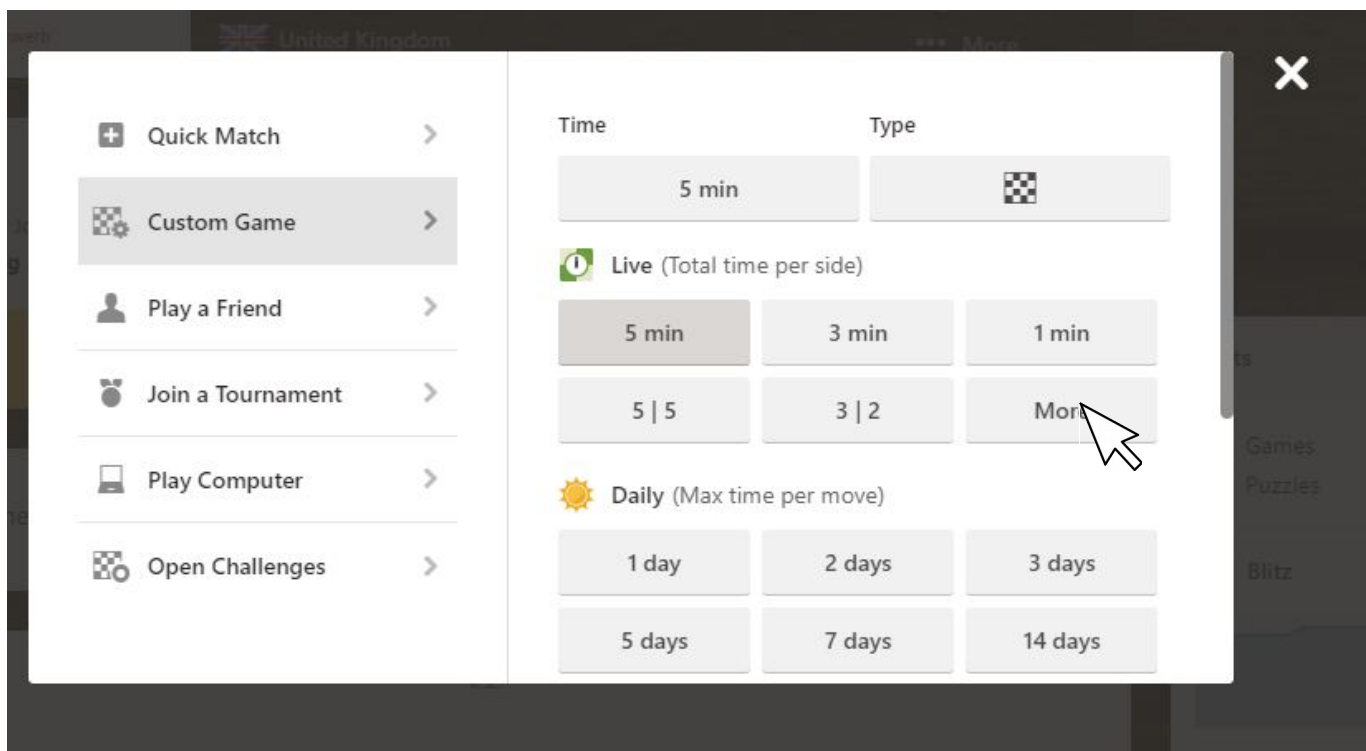 United Kingdom
More
Quick Match
Custom Game
Play a Friend
Join a Tournament
Play Computer
Open Challenges
Time Type
5 min
Live (Total time per side)
5 min 3 min 1 min
5 | 5 3 | 2 More
Daily (Max time per move)
1 day 2 days 3 days
5 days 7 days 14 days
Games
Puzzles
Blitz